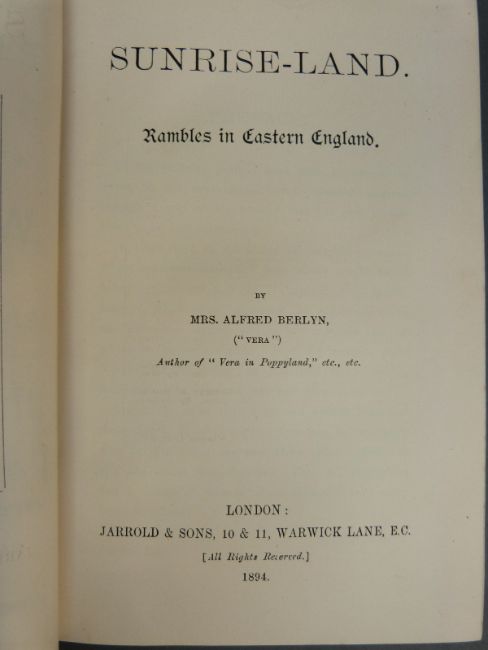 SUNRISE-LAND.
Rambles in Eastern England.
BY
MRS. ALFRED BERLYN,
("VERA")
Author of "Vera in Poppyland," etc., etc.
LONDON:
JARROLD & SONS, 10 & 11, WARWICK LANE, E.C.
[All Rights Reserved.]
1894.